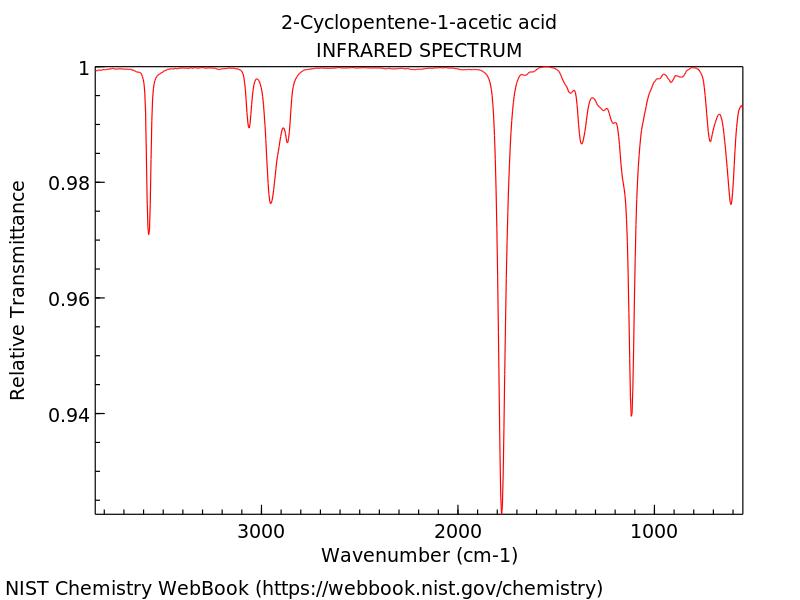 2-Cyclopentene-1-acetic acid
INFRARED SPECTRUM
1
0.98
0.96
0.94
Relative Transmittance
3000 2000 1000
Wavenumber (cm-1)
NIST Chemistry WebBook (https://webbook.nist.gov/chemistry)